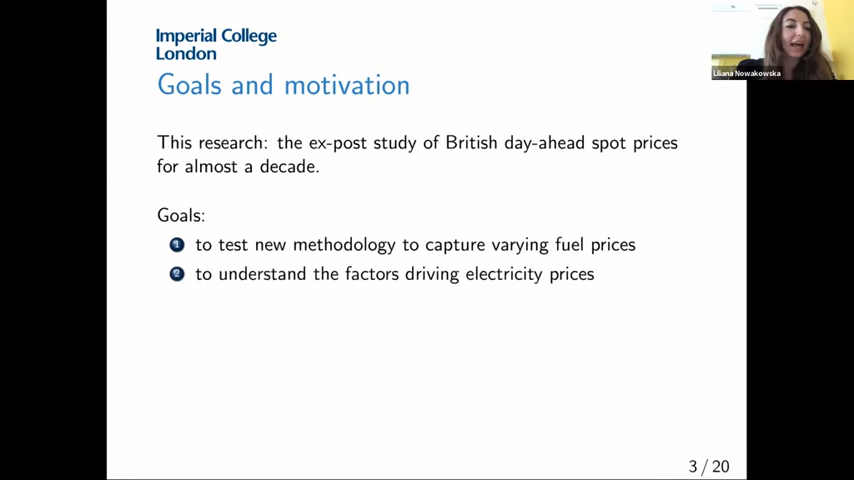 Imperial College
London
Goals and motivation
Liliana Nowakowska
This research: the ex-post study of British day-ahead spot prices
for almost a decade.
Goals:
1 to test new methodology to capture varying fuel prices
2 to understand the factors driving electricity prices
3 / 20